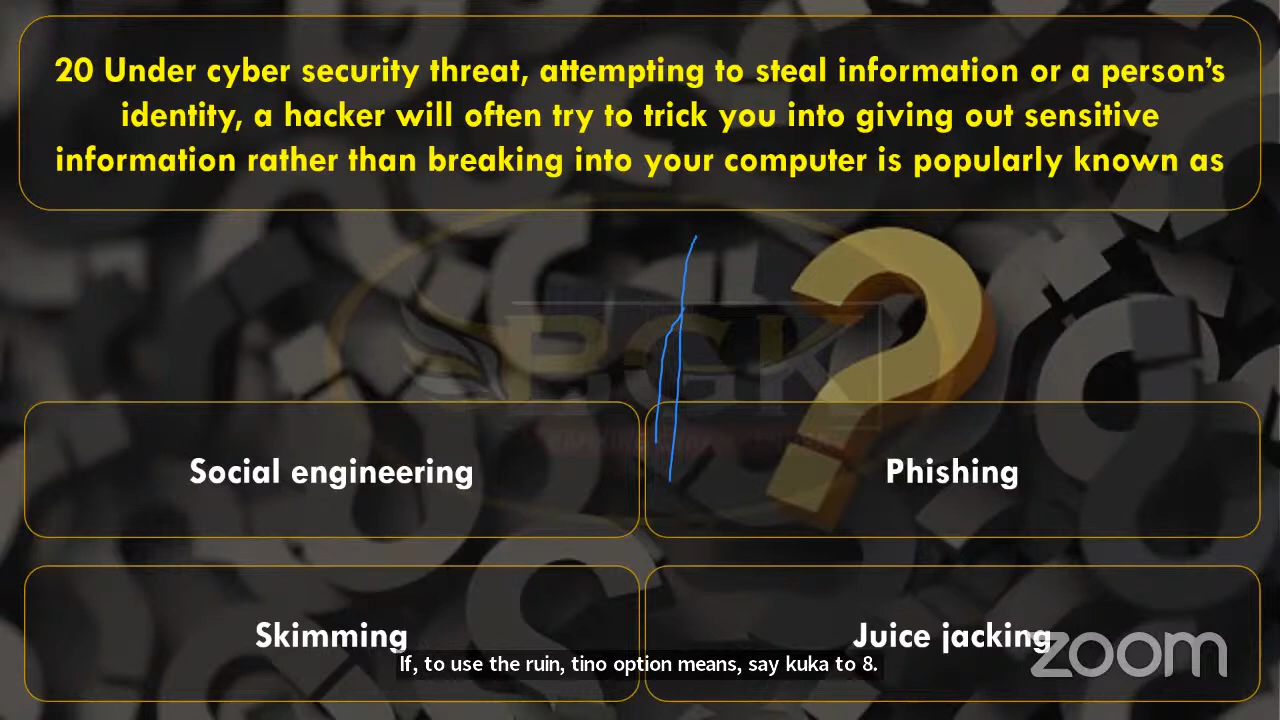 20 Under cyber security threat, attempting to steal information or a person’s
identity, a hacker will often try to trick you into giving out sensitive
information rather than breaking into your computer is popularly known as
BGK
Social engineering
Phishing
Skimming
Juice jacking
zoom
If, to use the ruin, tino option means, say kuka to 8.